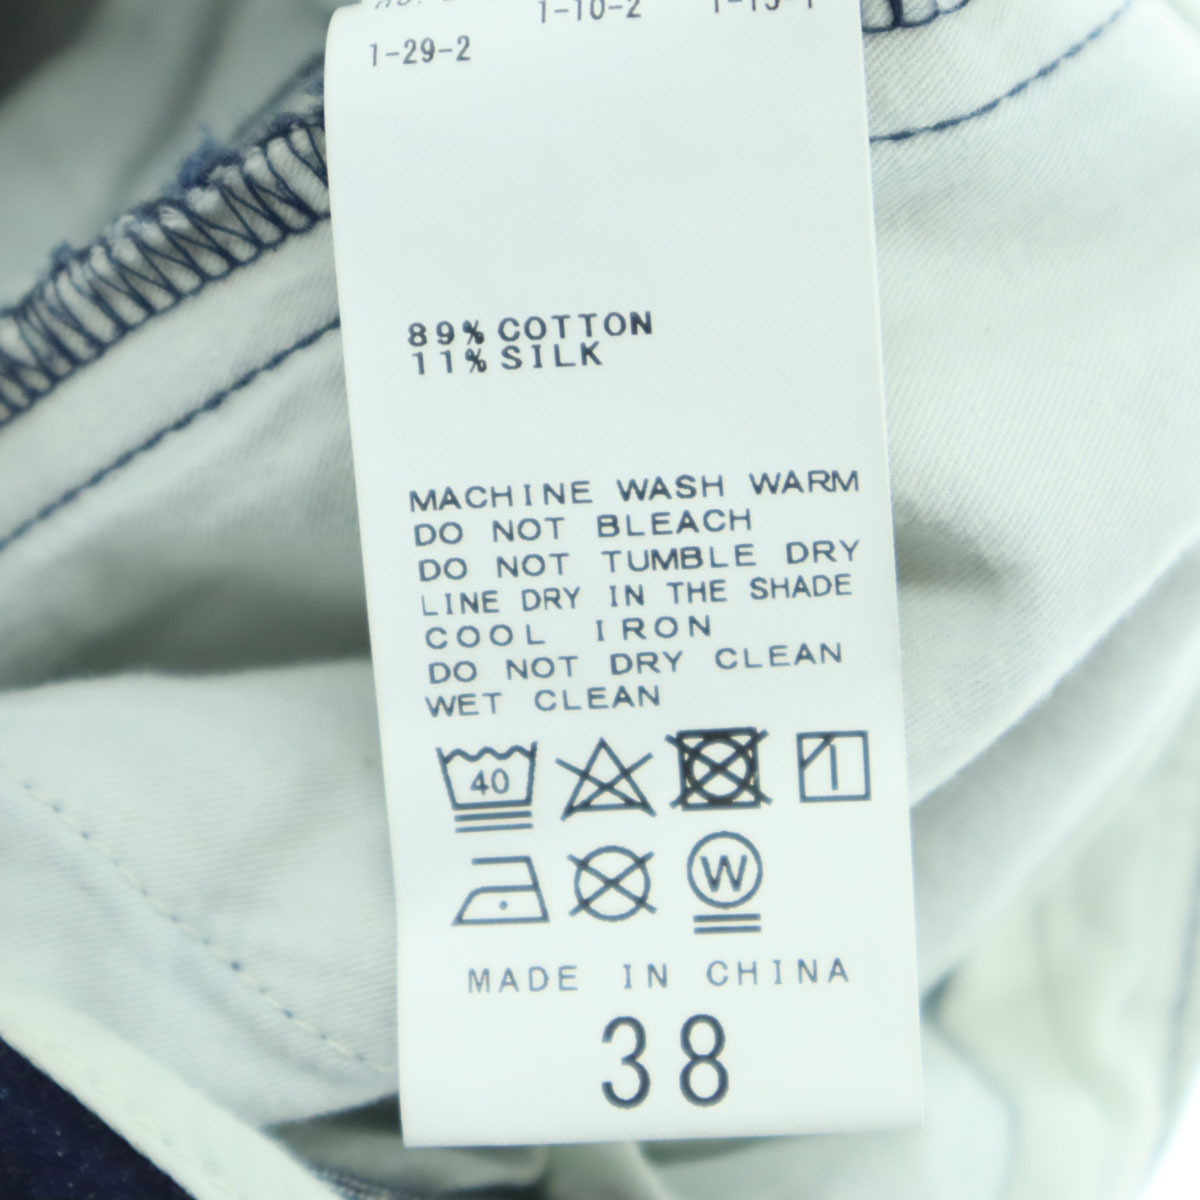 1-10-2
1-29-2
89% COTTON
11% SILK
MACHINE WASH WARM
DO NOT BLEACH
DO NOT TUMBLE DRY
LINE DRY IN THE SHADE
COOL IRON
DO NOT DRY CLEAN
WET CLEAN
40
W
MADE IN CHINA
38